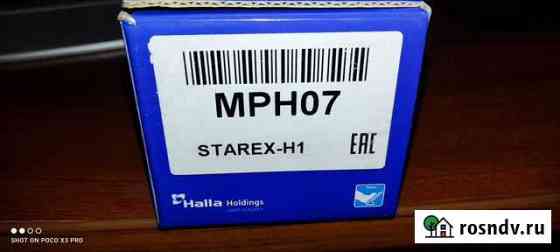 MPH07
STAREX-H1
EAC
Halla Holdings
SHOT ON POCO X3 PRO
rosndv.ru